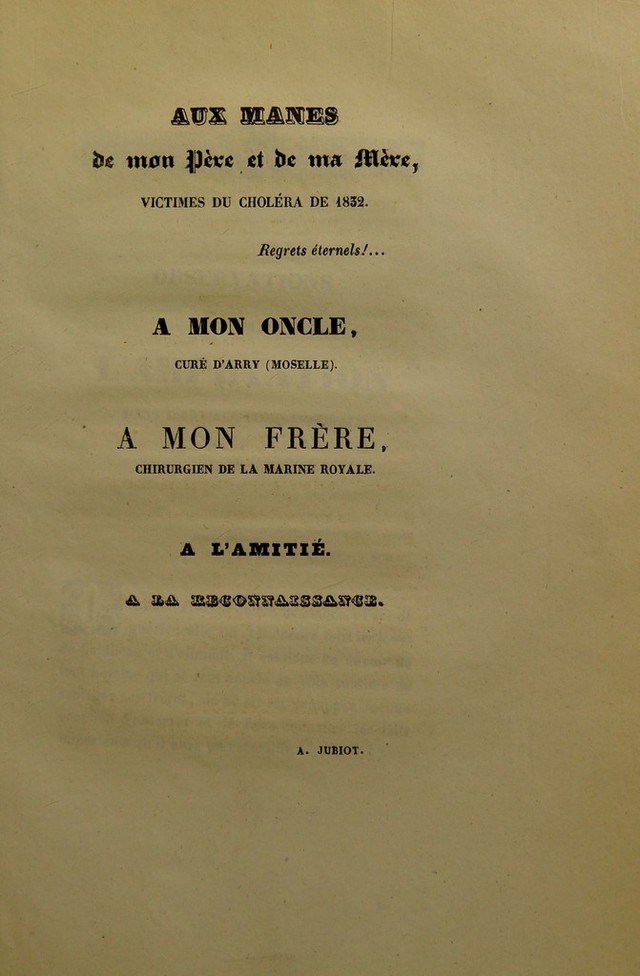 AUX MANES
de mon Père et de ma Mère,
VICTIMES DU CHOLÉRA DE 1832.
Regrets éternels!...
A MON ONCLE,
CURÉ D'ARRY (MOSELLE).
A MON FRÈRE,
CHIRURGIEN DE LA MARINE ROYALE.
A L'AMITIÉ.
A LA RECONNAISSANCE.
A. JUBIOT.